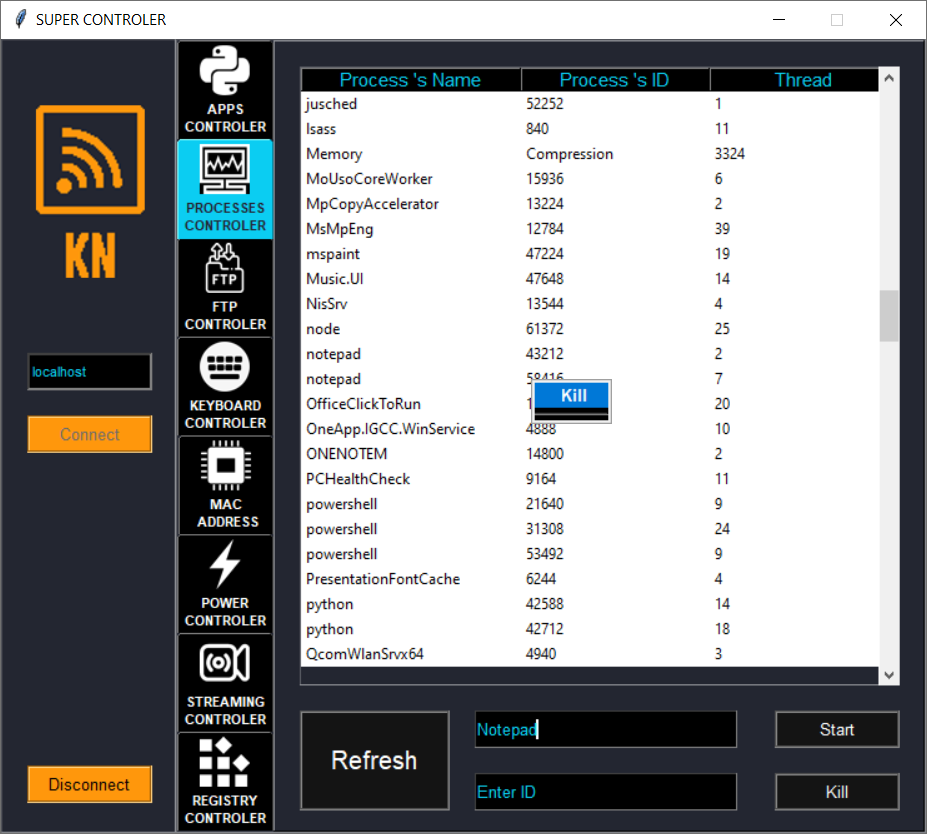 SUPER CONTROLER
KN
localhost
Connect
Disconnect
APPS
CONTROLER
PROCESSES
CONTROLER
FTP
FTP
CONTROLER
KEYBOARD
CONTROLER
MAC
ADDRESS
POWER
CONTROLER
STREAMING
CONTROLER
REGISTRY
CONTROLER
Process 's Name Process 's ID Thread
jusched 52252 1
lsass 840 11
Memory Compression 3324
MoUsoCoreWorker 15936 6
MpCopyAccelerator 13224 2
MsMpEng 12784 39
mspaint 47224 19
Music.UI 47648 14
NisSrv 13544 4
node 61372 25
notepad 43212 2
notepad 58416 7
Kill
OfficeClickToRun 20
OneApp.IGCC.WinService 4888 10
ONENOTEM 14800 2
PCHealthCheck 9164 11
powershell 21640 9
powershell 31308 24
powershell 53492 9
PresentationFontCache 6244 4
python 42588 14
python 42712 18
QcomWlanSrvx64 4940 3
Refresh
Notepad
Start
Enter ID
Kill